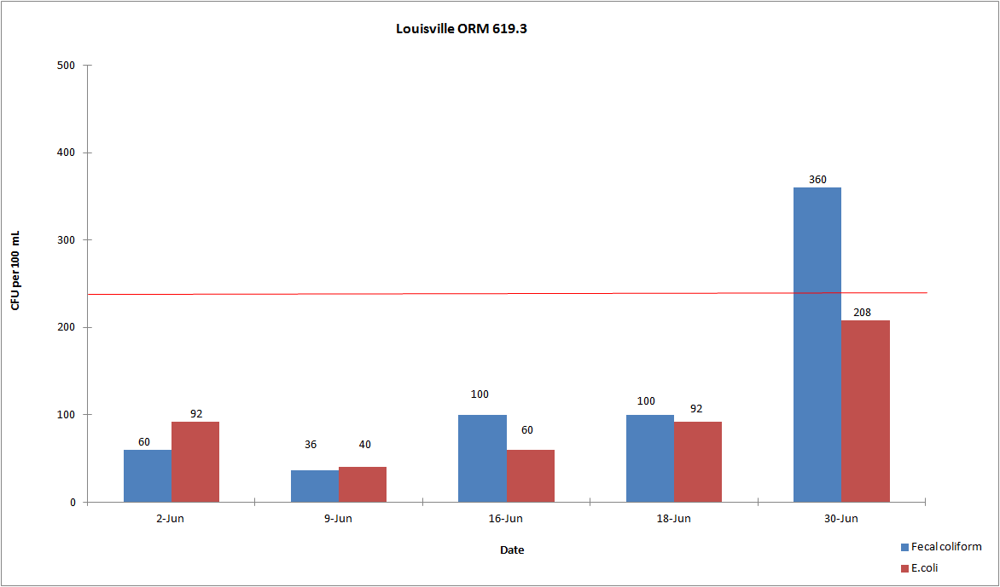 Louisville ORM 619.3
500
400
300
200
100
0
CFU per 100 mL
60
92
36
40
100
60
100
92
360
208
2-Jun
9-Jun
16-Jun
18-Jun
30-Jun
Date
Fecal coliform
E.coli